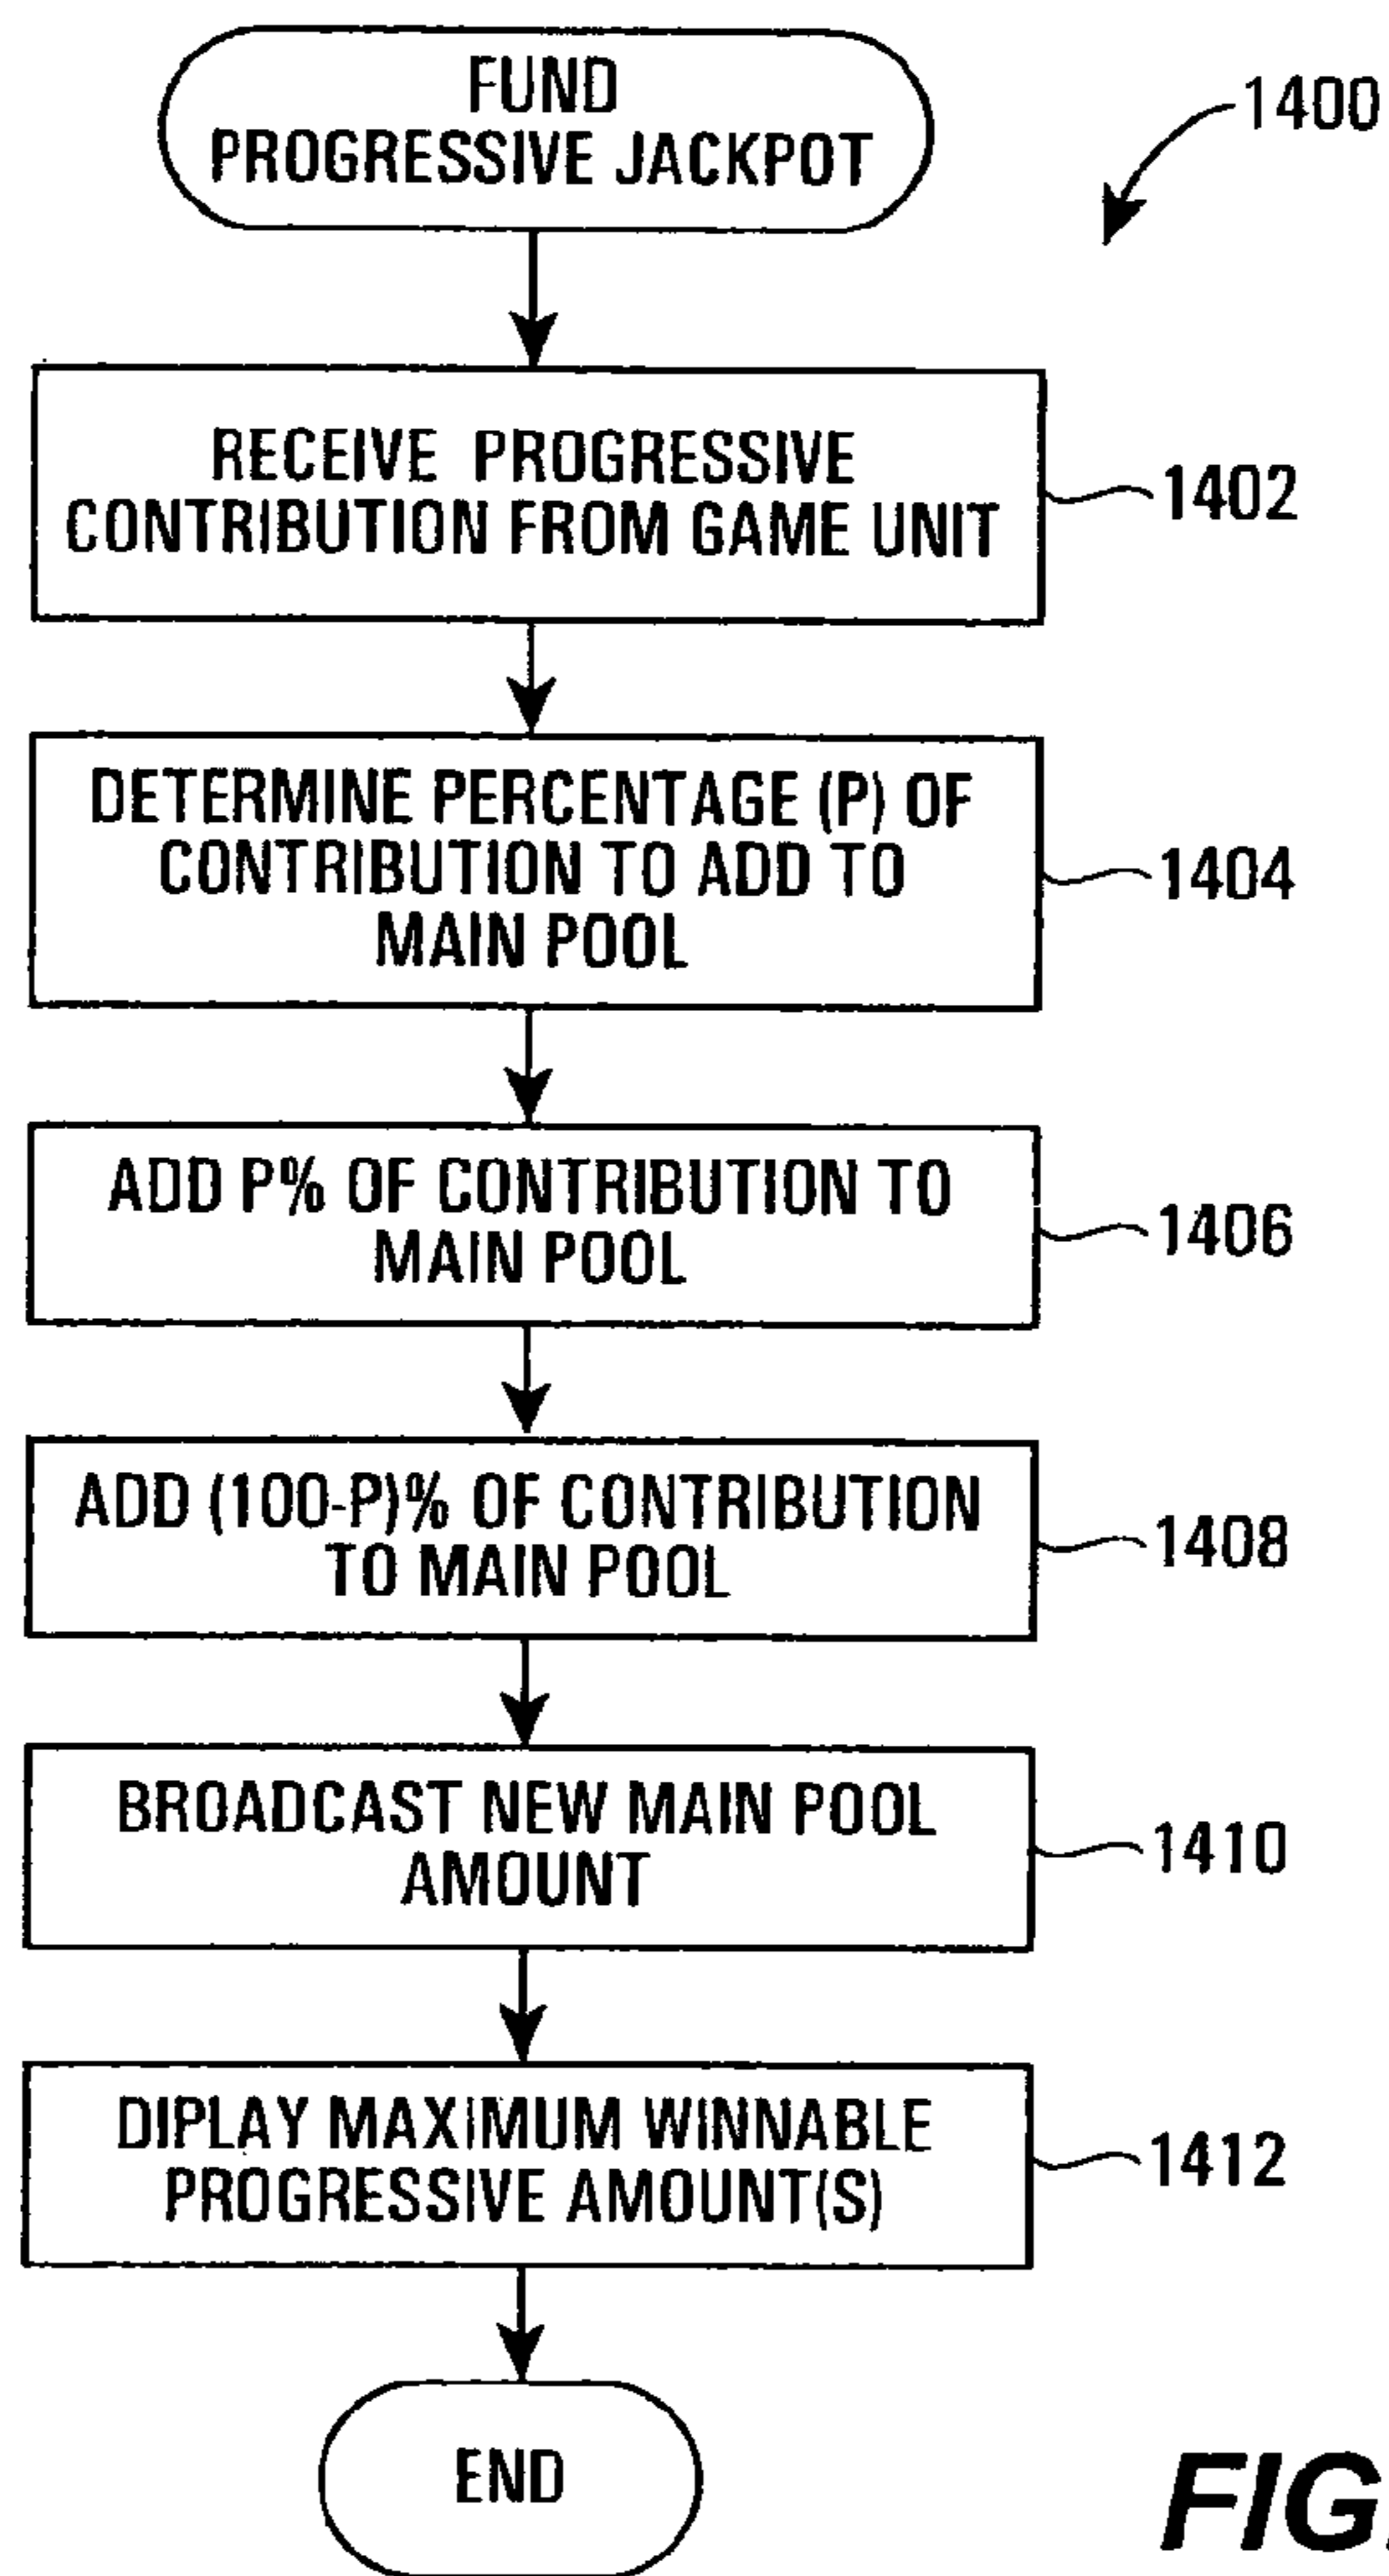 FUND
PROGRESSIVE JACKPOT
1400
RECEIVE PROGRESSIVE
CONTRIBUTION FROM GAME UNIT
1402
DETERMINE PERCENTAGE (P) OF
CONTRIBUTION TO ADD TO
MAIN POOL
1404
ADD P% OF CONTRIBUTION TO
MAIN POOL
1406
ADD (100-P)% OF CONTRIBUTION
TO MAIN POOL
1408
BROADCAST NEW MAIN POOL
AMOUNT
1410
DIPLAY MAXIMUM WINNABLE
PROGRESSIVE AMOUNT(S)
1412
END
FIG.